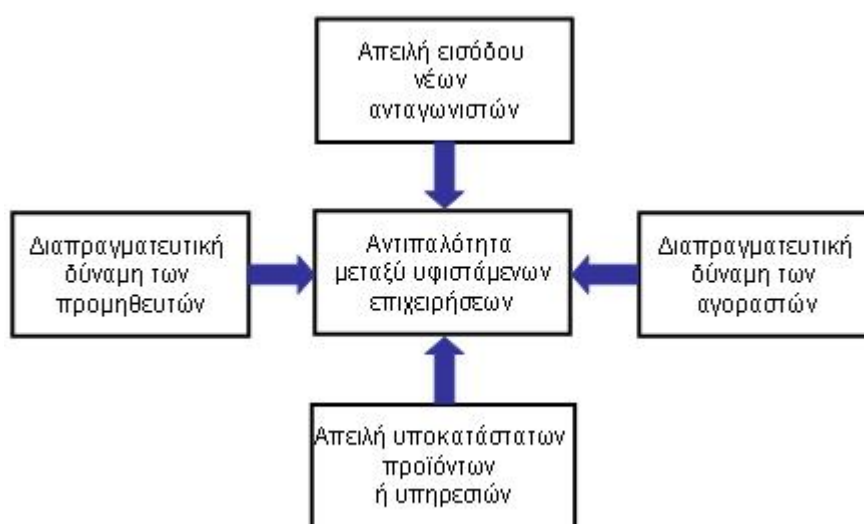 Απειλή εισόδου
νέων
ανταγωνιστών
Διαπραγματευτική
δύναμη των
προμηθευτών
Αντιπαλότητα
μεταξύ υφιστάμενων
επιχειρήσεων
Διαπραγματευτική
δύναμη των
αγοραστών
Απειλή υποκατάστατων
προϊόντων
ή υπηρεσιών